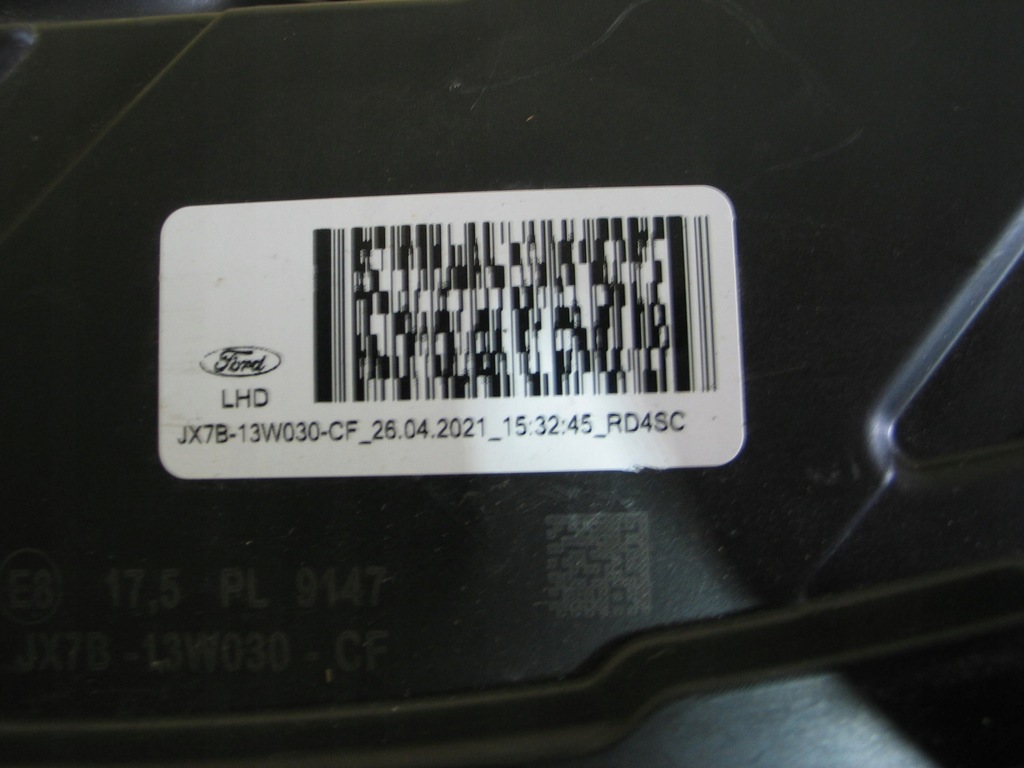 Ford
LHD
JX7B-13W030-CF_26.04.2021_15:32:45_RD4SC
E8 17,5 PL 9147
JX7B-13W030-CF